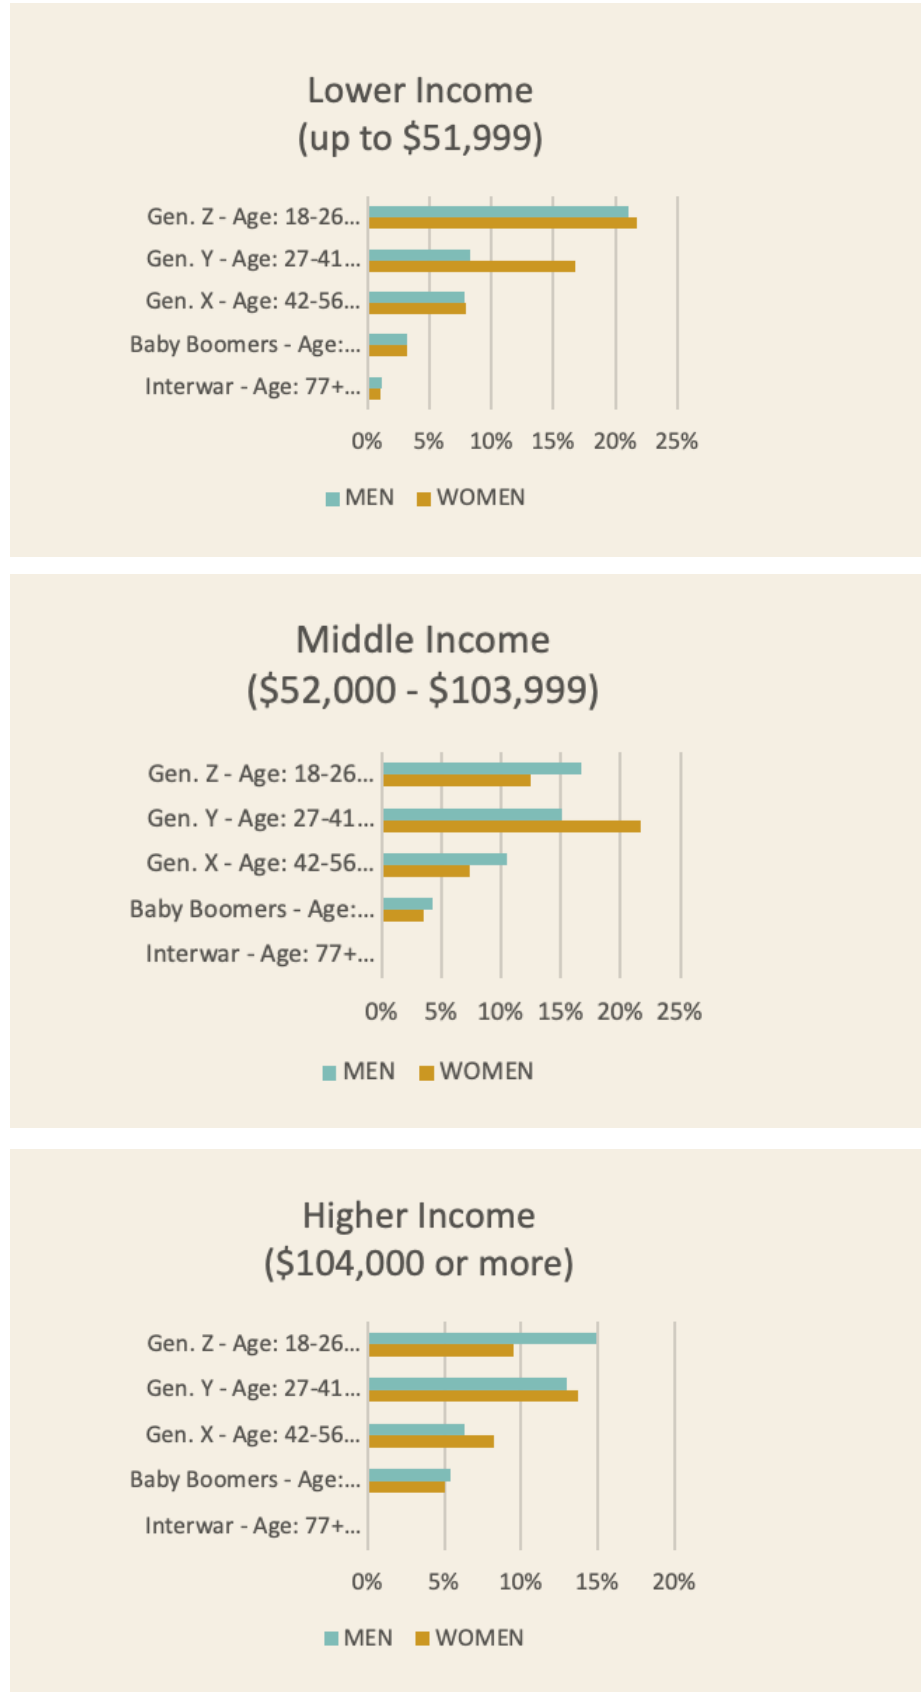 Lower Income
(up to $51,999)
Gen. Z - Age: 18-26...
Gen. Y - Age: 27-41...
Gen. X - Age: 42-56...
Baby Boomers - Age:...
Interwar - Age: 77+...
0% 5% 10% 15% 20% 25%
MEN WOMEN
Middle Income
($52,000 - $103,999)
Gen. Z - Age: 18-26...
Gen. Y - Age: 27-41...
Gen. X - Age: 42-56...
Baby Boomers - Age:...
Interwar - Age: 77+...
0% 5% 10% 15% 20% 25%
MEN WOMEN
Higher Income
($104,000 or more)
Gen. Z - Age: 18-26...
Gen. Y - Age: 27-41...
Gen. X - Age: 42-56...
Baby Boomers - Age:...
Interwar - Age: 77+...
0% 5% 10% 15% 20%
MEN WOMEN